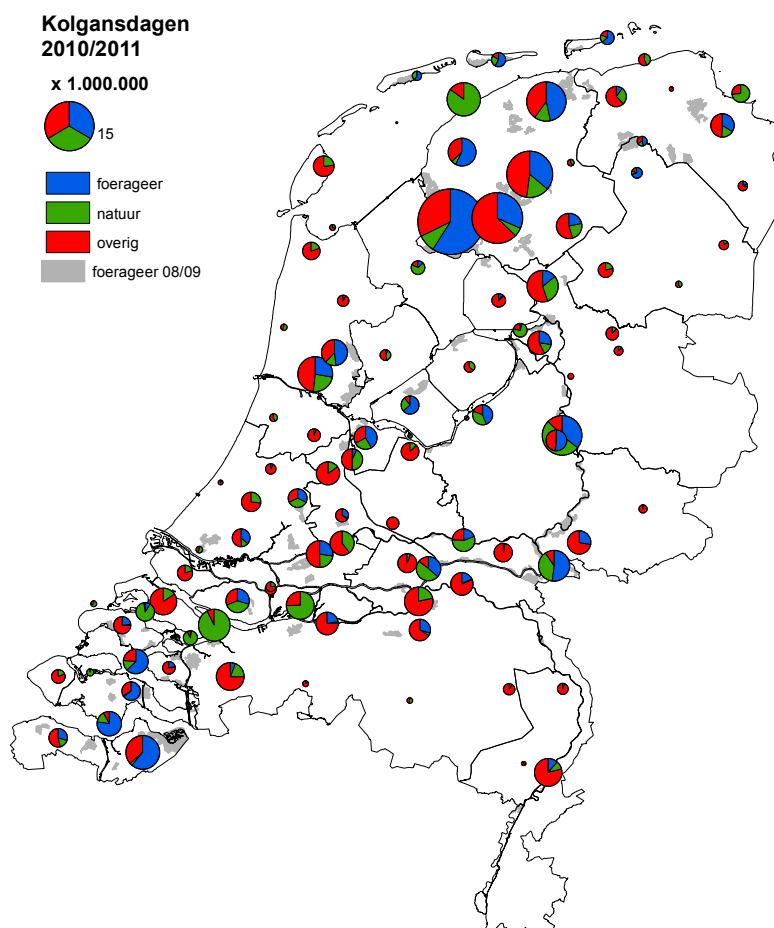 Kolgansdagen
2010/2011
x 1.000.000
15
foerageer
natuur
overig
foerageer 08/09